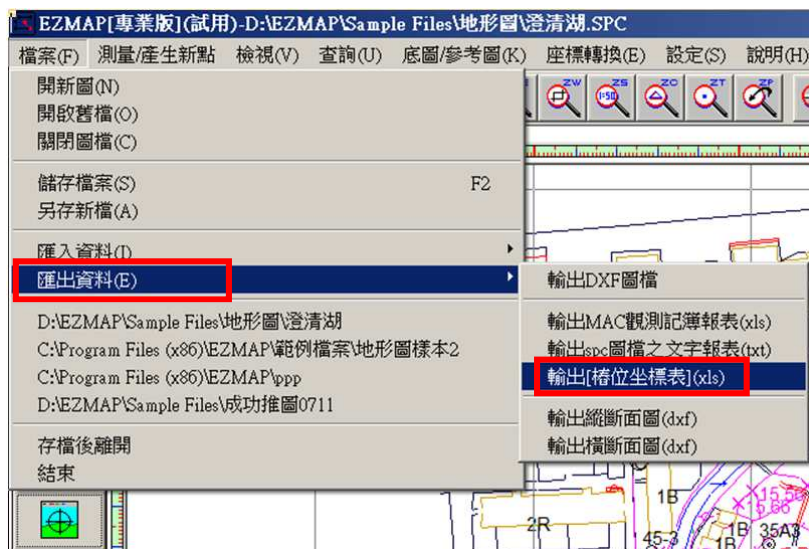 EZMAP[專業版](試用)-D:\EZMAP\Sample Files\地形圖\澄清湖.SPC
檔案(F) 測量/產生新點 檢視(V) 查詢(U) 底圖/參考圖(K) 座標轉換(E) 設定(S) 說明(H)
開新圖(N)
開啟舊檔(O)
關閉圖檔(C)
儲存檔案(S) F2
另存新檔(A)
匯入資料(I)
匯出資料(E)
D:\EZMAP\Sample Files\地形圖\澄清湖
C:\Program Files (x86)\EZMAP\範例檔案\地形圖樣本2
C:\Program Files (x86)\EZMAP\ppp
D:\EZMAP\Sample Files\成功推圖0711
存檔後離開
結束
輸出DXF圖檔
輸出MAC觀測記簿報表(xls)
輸出spc圖檔之文字報表(txt)
輸出[樁位坐標表](xls)
輸出縱斷面圖(dxf)
輸出橫斷面圖(dxf)
ZW ZS ZC ZT ZP
1B
2R
45-3
1B
1B
35A3